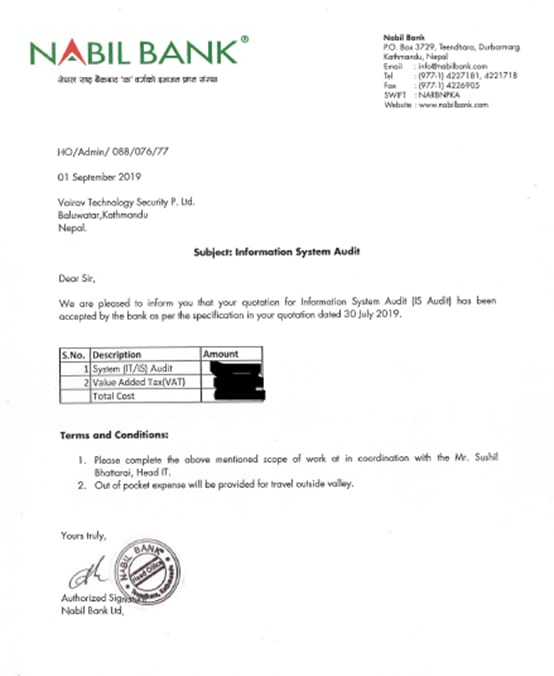 NABIL BANK®
नेपाल राष्ट्र बैंकबाट 'क' वर्गको इजाजत प्राप्त संस्था
Nabil Bank
P.O. Box 3729, Teendhara, Durbarmarg
Kathmandu, Nepal
Email : info@nabilbank.com
Tel : (977-1) 4227181, 4221718
Fax : (977-1) 4226905
SWIFT : NARBNPKA
Website : www.nabilbank.com
HO/Admin/ 088/076/77
01 September 2019
Vairav Technology Security P. Ltd.
Baluwatar,Kathmandu
Nepal.
Subject: Information System Audit
Dear Sir,
We are pleased to inform you that your quotation for Information System Audit (IS Audit) has been
accepted by the bank as per the specification in your quotation dated 30 July 2019.
S.No. Description Amount
1 System (IT/IS) Audit
2 Value Added Tax(VAT)
Total Cost
Terms and Conditions:
1. Please complete the above mentioned scope of work at in coordination with the Mr. Sushil
Bhattarai, Head IT.
2. Out of pocket expense will be provided for travel outside valley.
Yours truly,
NABIL BANK
Head Office
Teendhara, Kathmandu
Authorized Signature
Nabil Bank Ltd,